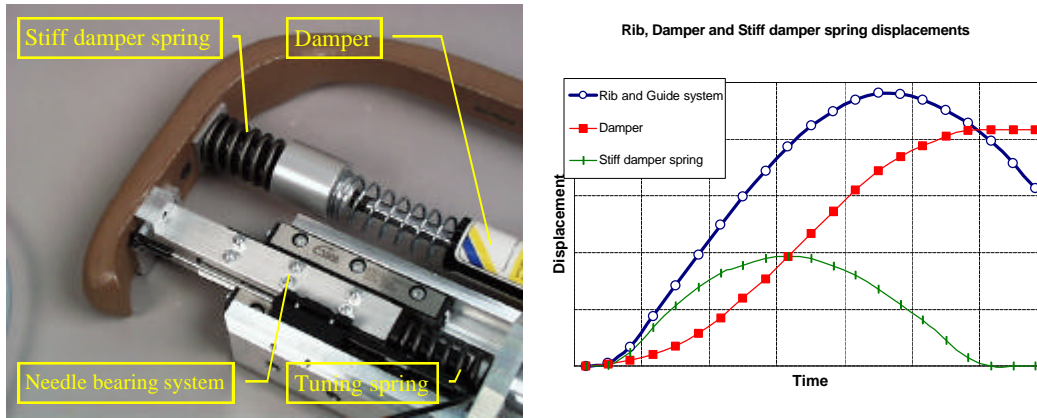 Stiff damper spring
Damper
Needle bearing system
Tuning spring
Rib, Damper and Stiff damper spring displacements
Rib and Guide system
Damper
Stiff damper spring
Displacement
Time